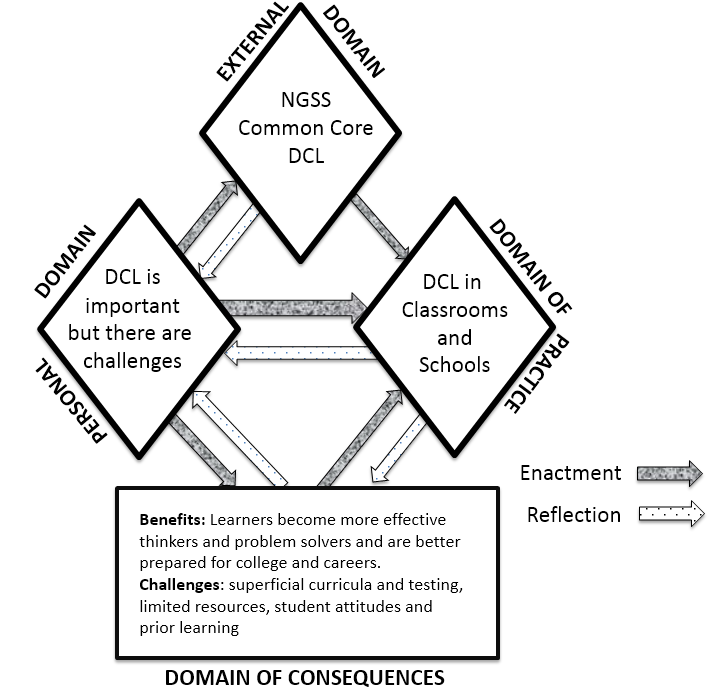 EXTERNAL
DOMAIN
NGSS
Common Core
DCL
DOMAIN
PERSONAL
DCL is
important
but there are
challenges
DOMAIN OF
PRACTICE
DCL in
Classrooms
and
Schools
Enactment
Reflection
Benefits: Learners become more effective
thinkers and problem solvers and are better
prepared for college and careers.
Challenges: superficial curricula and testing,
limited resources, student attitudes and
prior learning
DOMAIN OF CONSEQUENCES